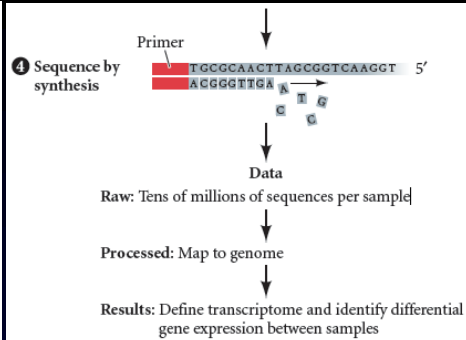 Primer
4 Sequence by
synthesis
TGCGCAACTTAGCGGTCAAGGT 5′
ACGGGTTGA
A
T
G
C
C
Data
Raw: Tens of millions of sequences per sample
Processed: Map to genome
Results: Define transcriptome and identify differential
gene expression between samples